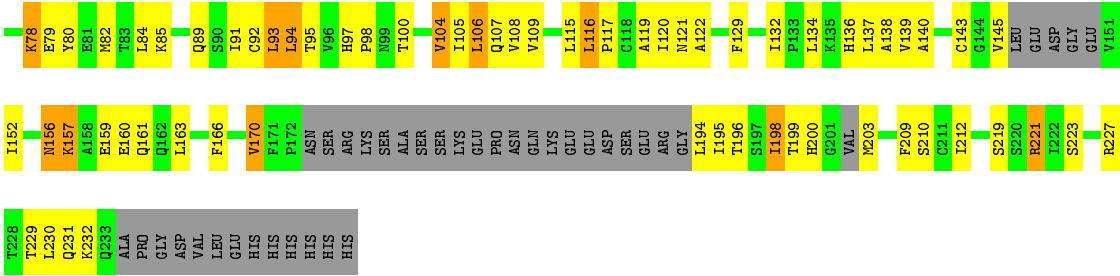 K78 E79 Y80 E81 M82 T83 L84 K85 Q89 S90 I91 C92 L93 L94 T95 V96 H97 P98 N99 T100 V104 I105 L106 Q107 V108 V109 L115 L116 P117 C118 A119 I120 N121 A122 F129 I132 P133 L134 K135 H136 L137 A138 V139 A140 C143 G144 V145 LEU GLU ASP GLY GLU V151
I152 N156 K157 A158 E159 E160 Q161 Q162 L163 F166 V170 F171 P172 ASN SER ARG LYS SER ALA SER SER LYS GLU PRO ASN GLN LYS GLU GLU ASP SER GLU ARG GLY L194 I195 T196 S197 I198 T199 H200 G201 VAL M203 F209 S210 C211 I212 S219 S220 R221 I222 S223 R227
T228 T229 L230 Q231 K232 Q233 ALA PRO GLY ASP VAL LEU GLU HIS HIS HIS HIS HIS HIS